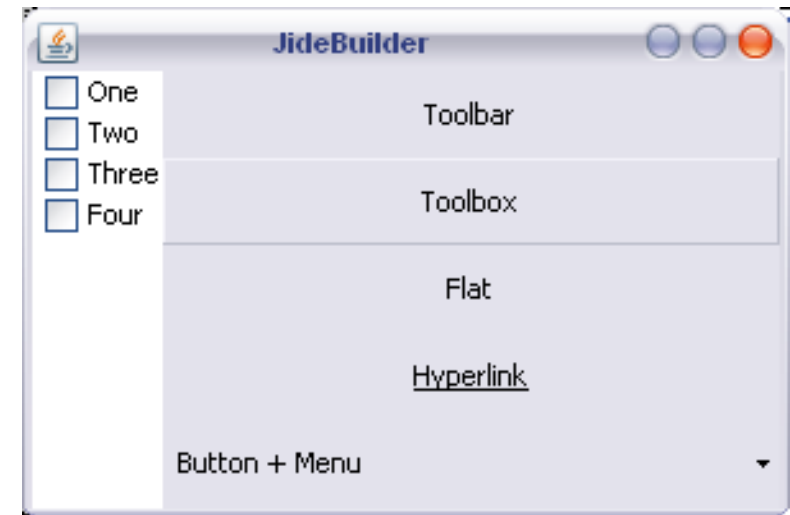 JideBuilder
One
Two
Three
Four
Toolbar
Toolbox
Flat
Hyperlink
Button + Menu